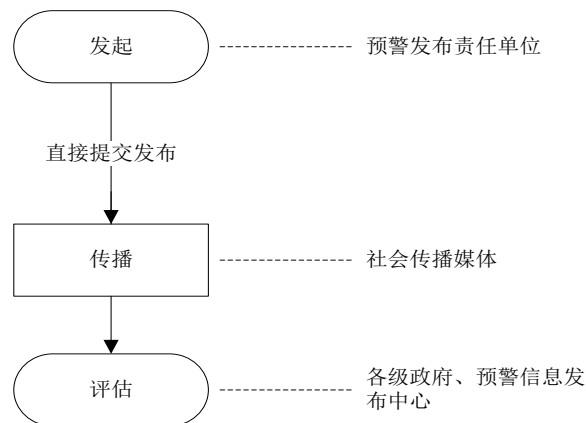 发起
预警发布责任单位
直接提交发布
传播
社会传播媒体
评估
各级政府、预警信息发
布中心